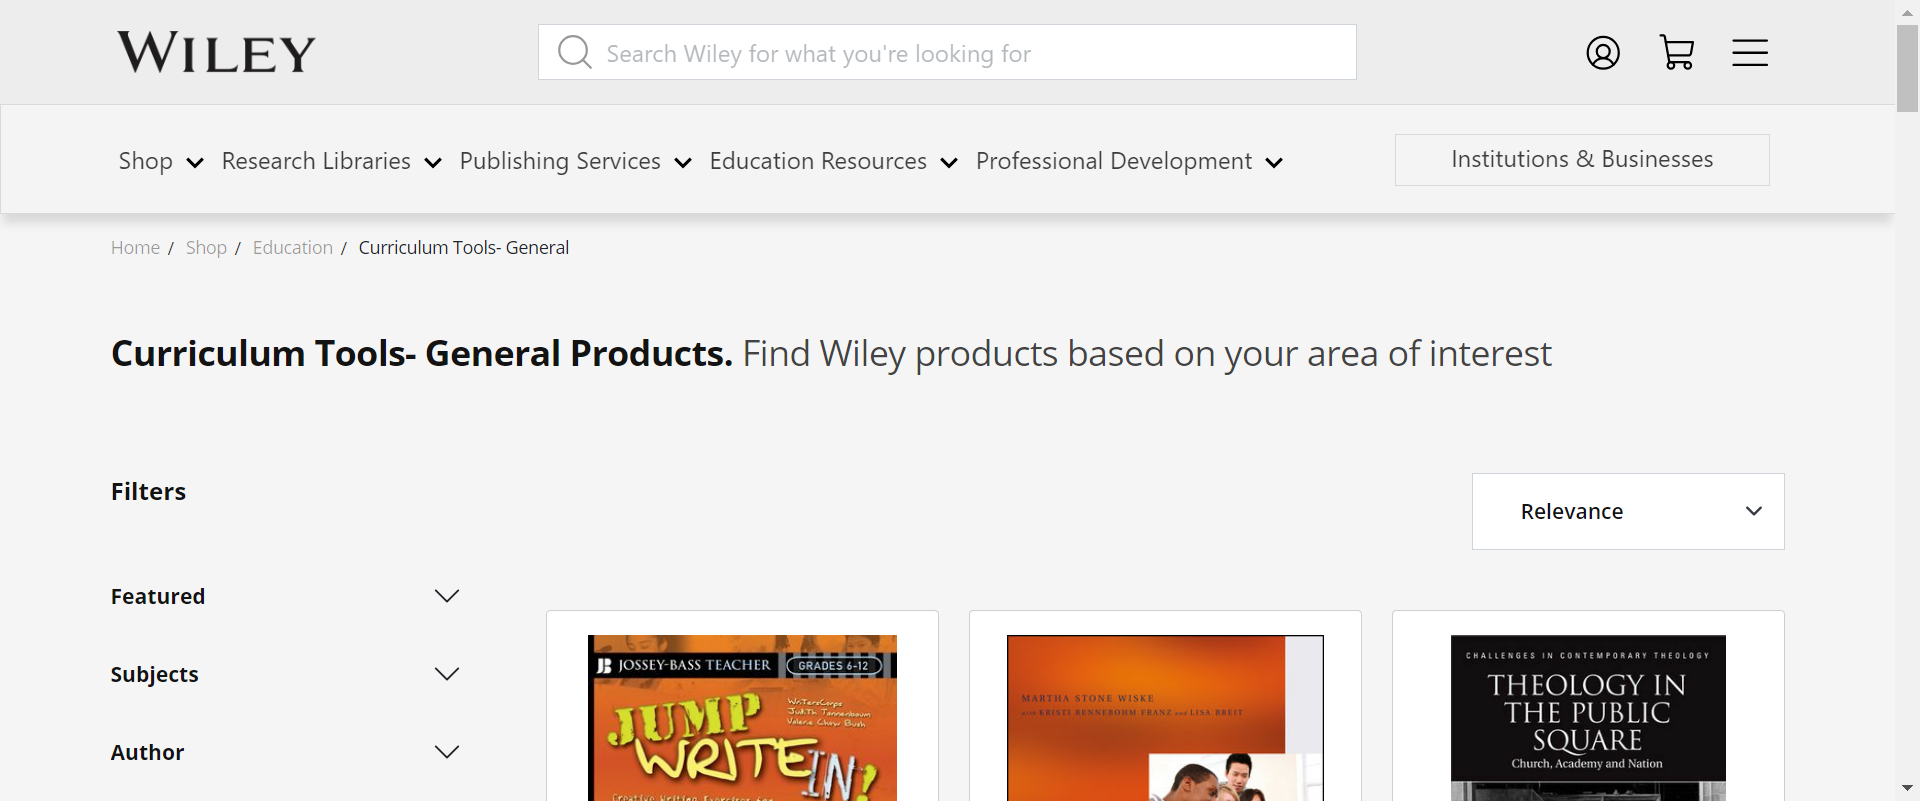 WILEY
Search Wiley for what you're looking for
Shop Research Libraries Publishing Services Education Resources Professional Development Institutions & Businesses
Home / Shop / Education / Curriculum Tools- General
Curriculum Tools- General Products. Find Wiley products based on your area of interest
Filters
Relevance
Featured
Subjects
Author
JB JOSSEY-BASS TEACHER GRADES 6-12
WritersCorps
Judith Tannenbaum
Valerie Chow Bush
JUMP
WRITE
IN!
Creative Writing Exercises for
MARTHA STONE WISKE
with KRISTI RENNEBOHM FRANZ and LISA BREIT
CHALLENGES IN CONTEMPORARY THEOLOGY
THEOLOGY IN
THE PUBLIC
SQUARE
Church, Academy and Nation